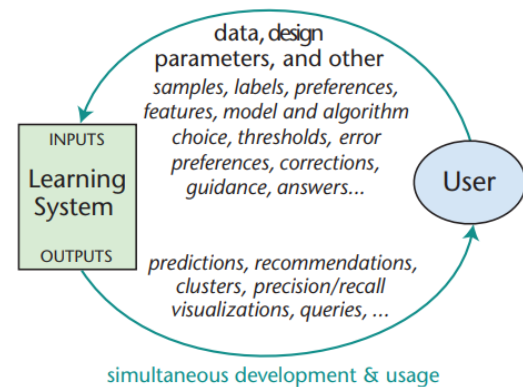 data, design
parameters, and other
samples, labels, preferences,
features, model and algorithm
choice, thresholds, error
preferences, corrections,
guidance, answers...
INPUTS
Learning
System
OUTPUTS
User
predictions, recommendations,
clusters, precision/recall
visualizations, queries, ...
simultaneous development & usage